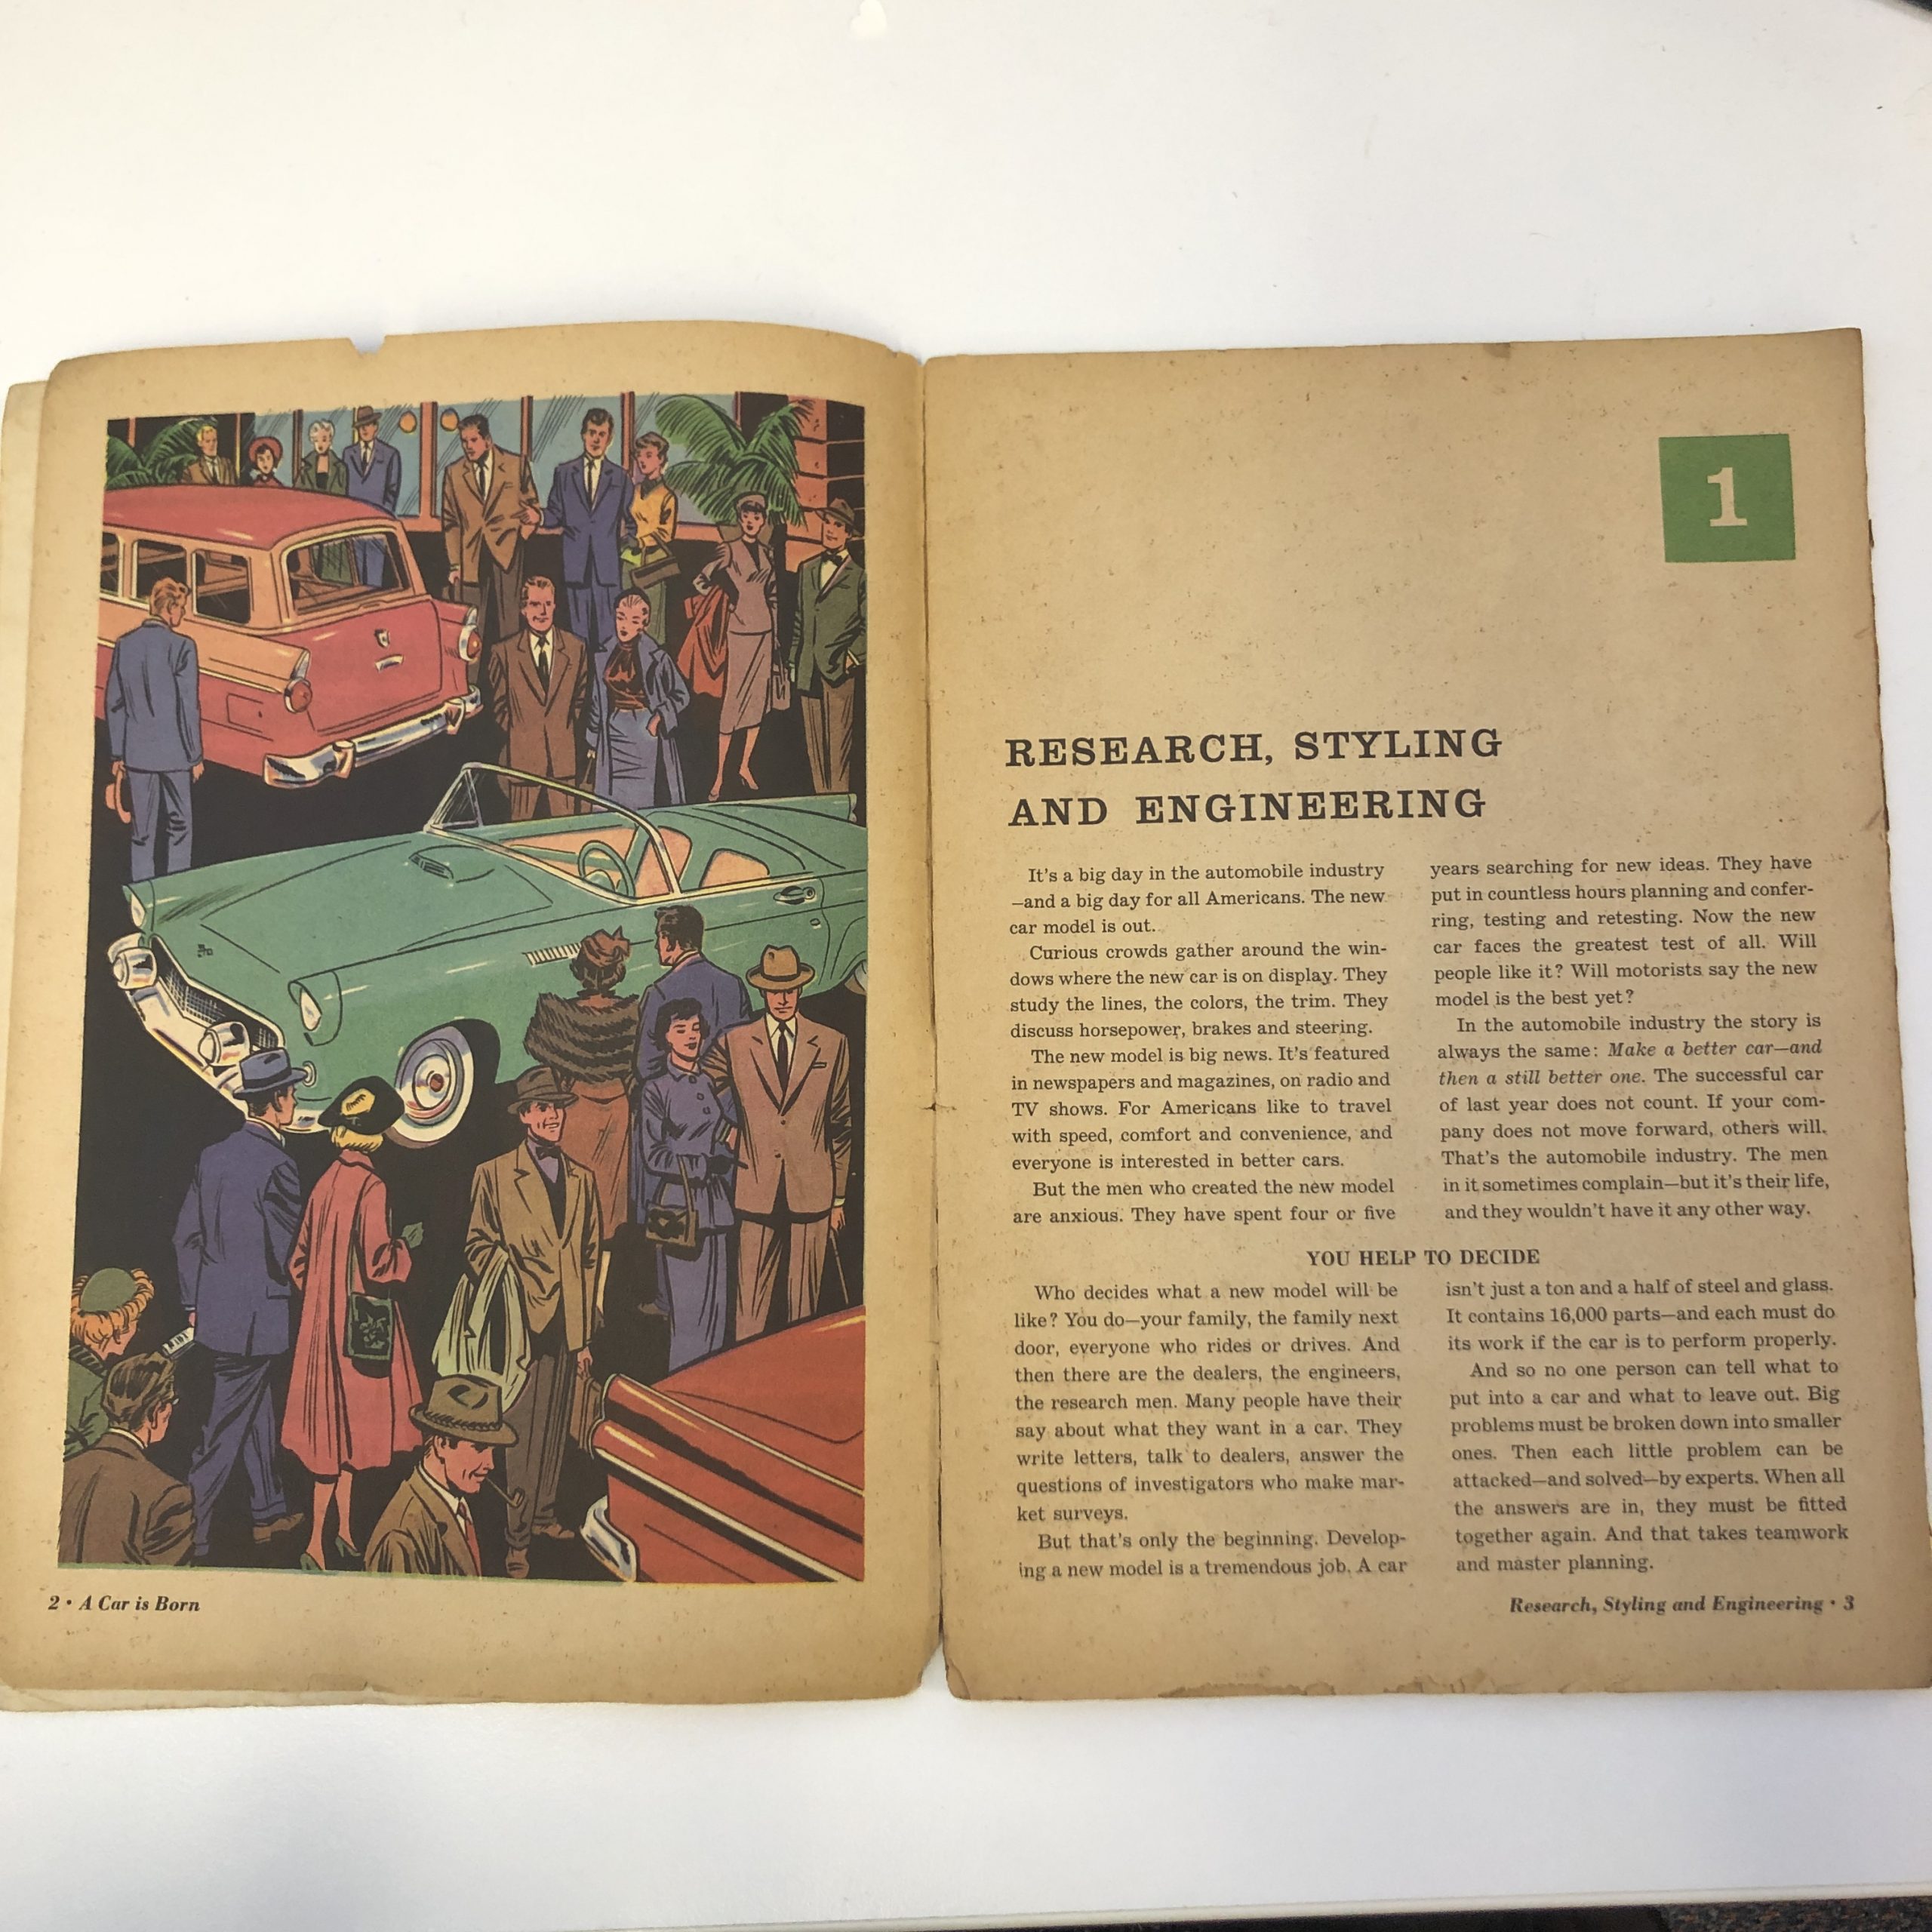 2 • A Car is Born
1
RESEARCH, STYLING
AND ENGINEERING
It's a big day in the automobile industry
—and a big day for all Americans. The new
car model is out.
Curious crowds gather around the win-
dows where the new car is on display. They
study the lines, the colors, the trim. They
discuss horsepower, brakes and steering.
The new model is big news. It's featured
in newspapers and magazines, on radio and
TV shows. For Americans like to travel
with speed, comfort and convenience, and
everyone is interested in better cars.
But the men who created the new model
are anxious. They have spent four or five
years searching for new ideas. They have
put in countless hours planning and confer-
ring, testing and retesting. Now the new
car faces the greatest test of all. Will
people like it? Will motorists say the new
model is the best yet?
In the automobile industry the story is
always the same: Make a better car—and
then a still better one. The successful car
of last year does not count. If your com-
pany does not move forward, others will.
That's the automobile industry. The men
in it sometimes complain—but it's their life,
and they wouldn't have it any other way.
YOU HELP TO DECIDE
Who decides what a new model will be
like? You do—your family, the family next
door, everyone who rides or drives. And
then there are the dealers, the engineers,
the research men. Many people have their
say about what they want in a car. They
write letters, talk to dealers, answer the
questions of investigators who make mar-
ket surveys.
But that's only the beginning. Develop-
ing a new model is a tremendous job. A car
isn't just a ton and a half of steel and glass.
It contains 16,000 parts—and each must do
its work if the car is to perform properly.
And so no one person can tell what to
put into a car and what to leave out. Big
problems must be broken down into smaller
ones. Then each little problem can be
attacked—and solved—by experts. When all
the answers are in, they must be fitted
together again. And that takes teamwork
and master planning.
Research, Styling and Engineering • 3